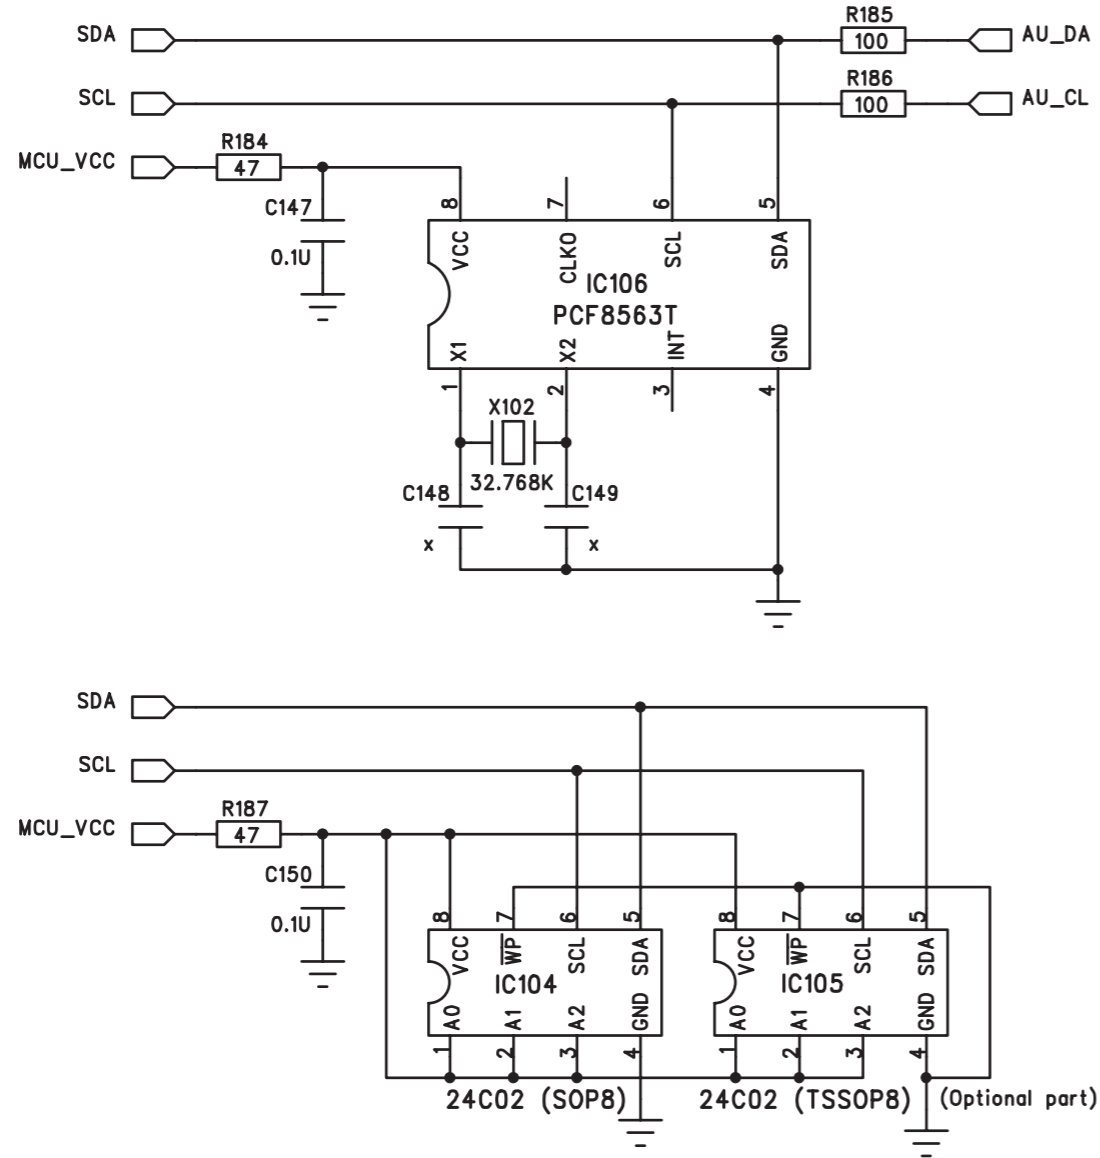 R185
SDA
100
AU_DA
R186
SCL
100
AU_CL
R184
MCU_VCC
47
C147
0.1U
8
7
6
5
VCC
CLKO
SCL
SDA
IC106
PCF8563T
X1
X2
INT
GND
1
2
3
4
X102
32.768K
C148
C149
x
x
SDA
SCL
R187
MCU_VCC
47
C150
0.1U
8
7
6
5
8
7
6
5
VCC
WP
SCL
SDA
VCC
WP
SCL
SDA
IC104
IC105
A0
A1
A2
GND
A0
A1
A2
GND
1
2
3
4
1
2
3
4
24C02 (SOP8)
24C02 (TSSOP8)
(Optional part)